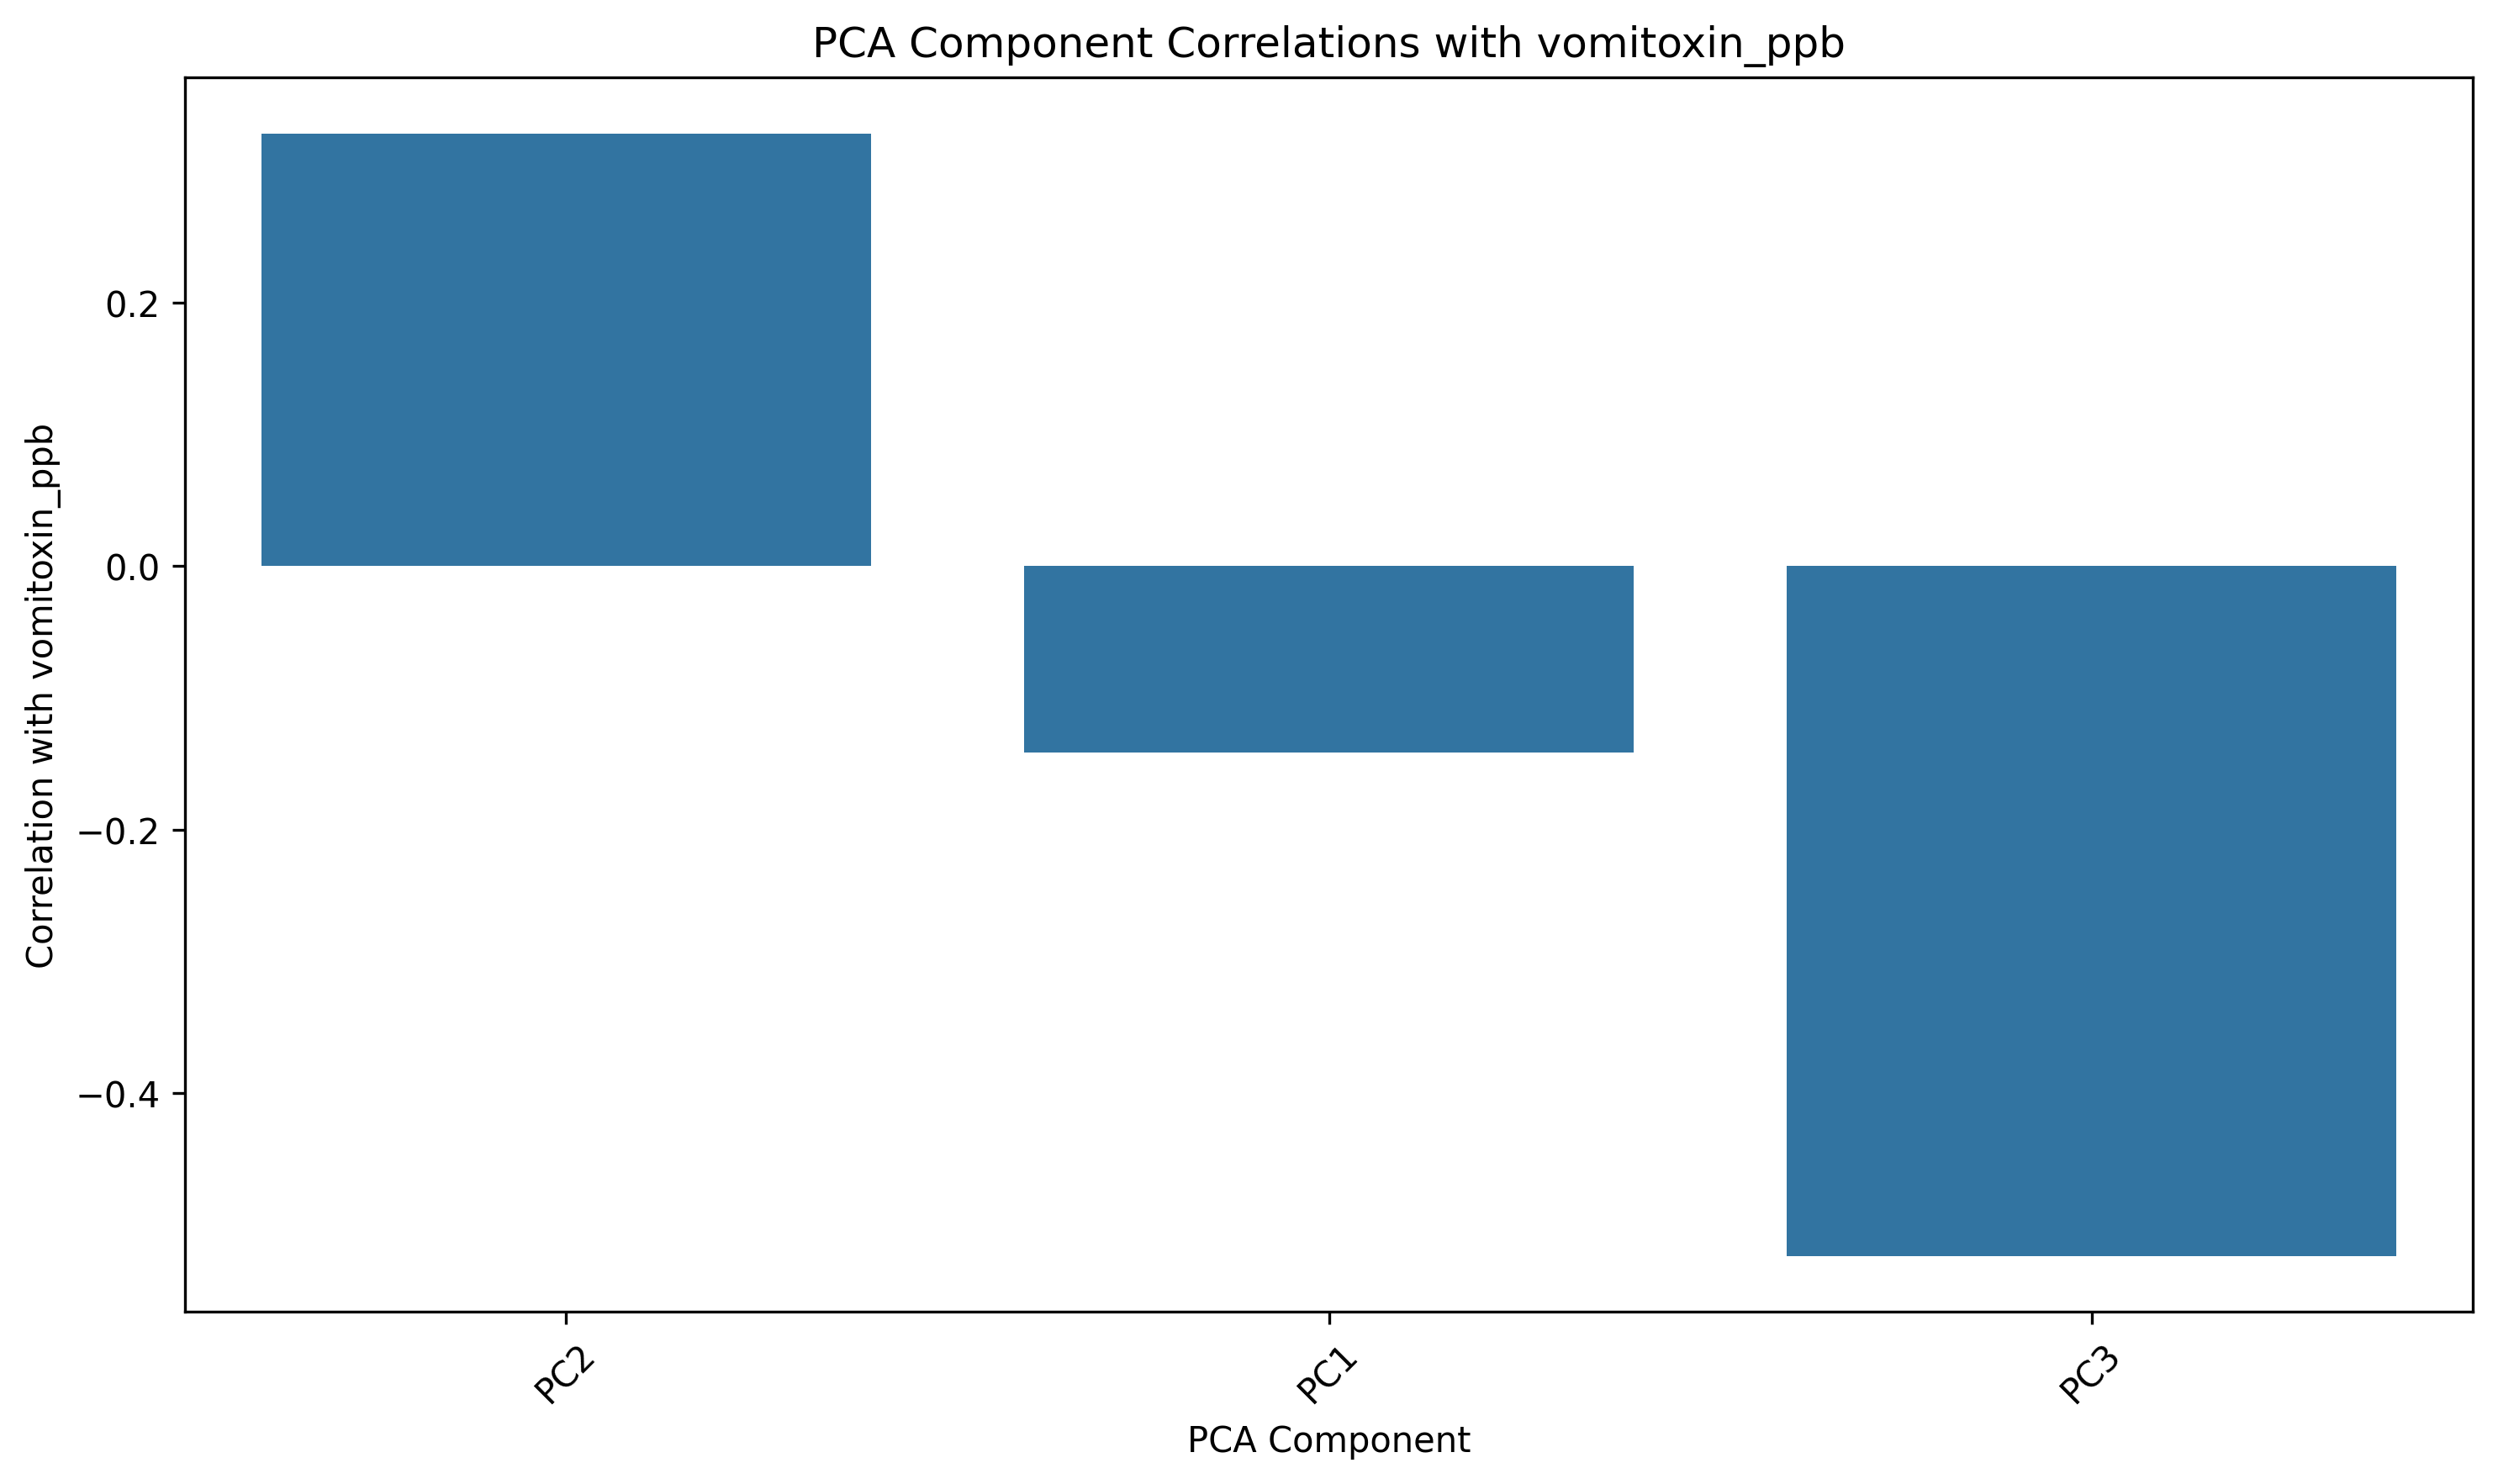 PCA Component Correlations with vomitoxin_ppb
Correlation with vomitoxin_ppb
0.2
0.0
−0.2
−0.4
PC2
PC1
PC3
PCA Component